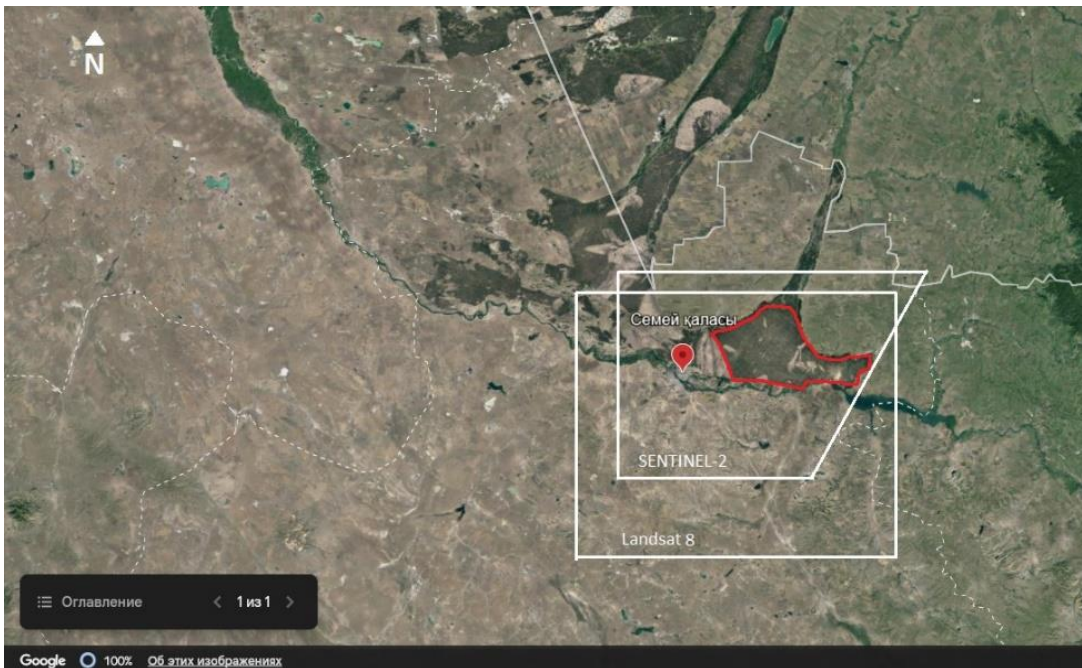 N
Семей қаласы
SENTINEL-2
Landsat 8
Оглавление
1 из 1
Google 100% Об этих изображениях